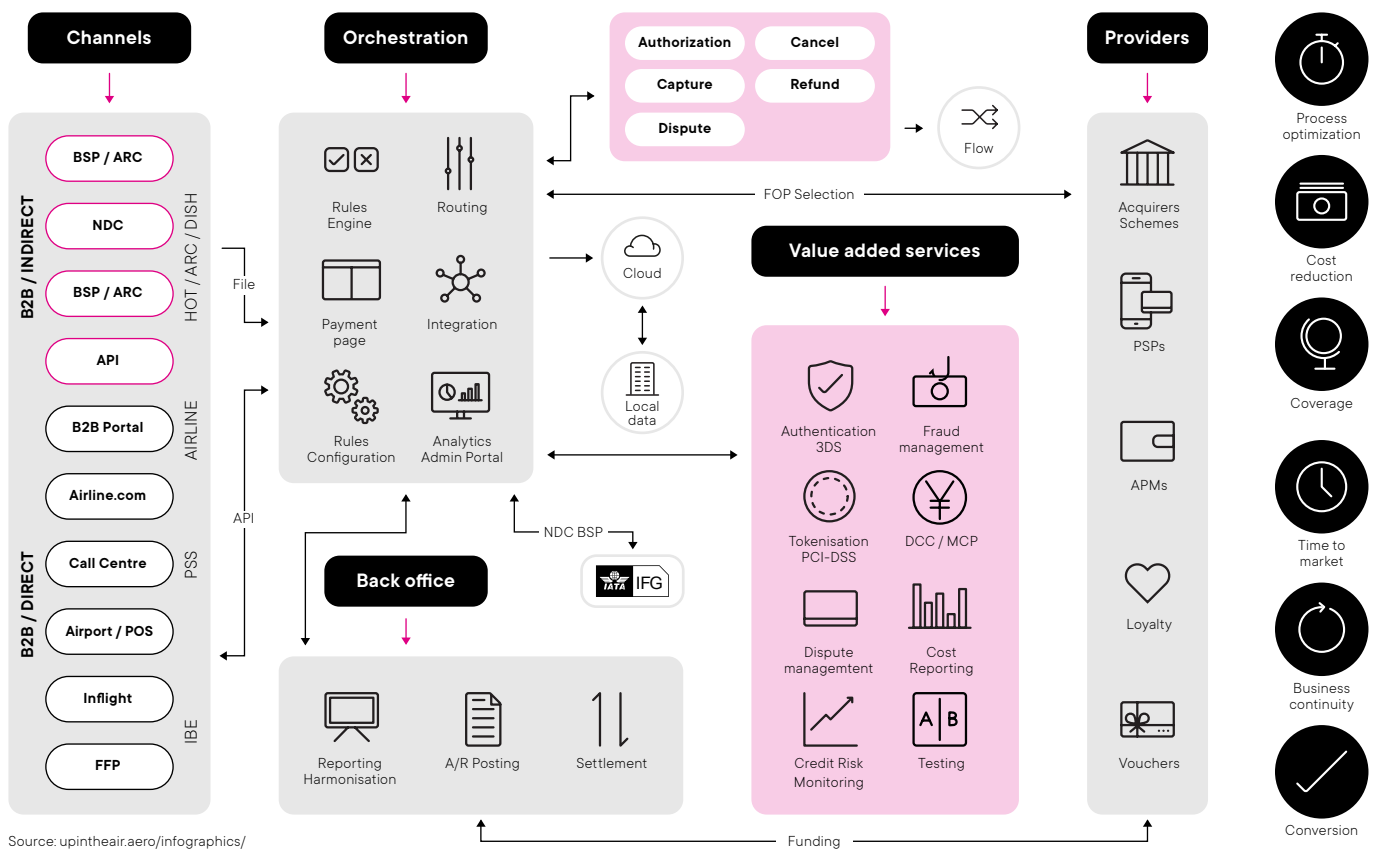 Channels
B2B / INDIRECT
BSP / ARC
NDC
BSP / ARC
API
HOT / ARC / DISH
B2B Portal
AIRLINE
Airline.com
B2B / DIRECT
Call Centre
PSS
Airport / POS
Inflight
IBE
FFP
File
API
Orchestration
Rules
Engine
Routing
Payment
page
Integration
Rules
Configuration
Analytics
Admin Portal
Authorization
Cancel
Capture
Refund
Dispute
Flow
FOP Selection
Cloud
Local
data
NDC BSP
IATA
IFG
Back office
Reporting
Harmonisation
A/R Posting
Settlement
Value added services
Authentication
3DS
Fraud
management
Tokenisation
PCI-DSS
DCC / MCP
Dispute
managemtent
Cost
Reporting
Credit Risk
Monitoring
A B
Testing
Providers
Acquirers
Schemes
PSPs
APMs
Loyalty
Vouchers
Funding
Process
optimization
Cost
reduction
Coverage
Time to
market
Business
continuity
Conversion
Source: upintheair.aero/infographics/